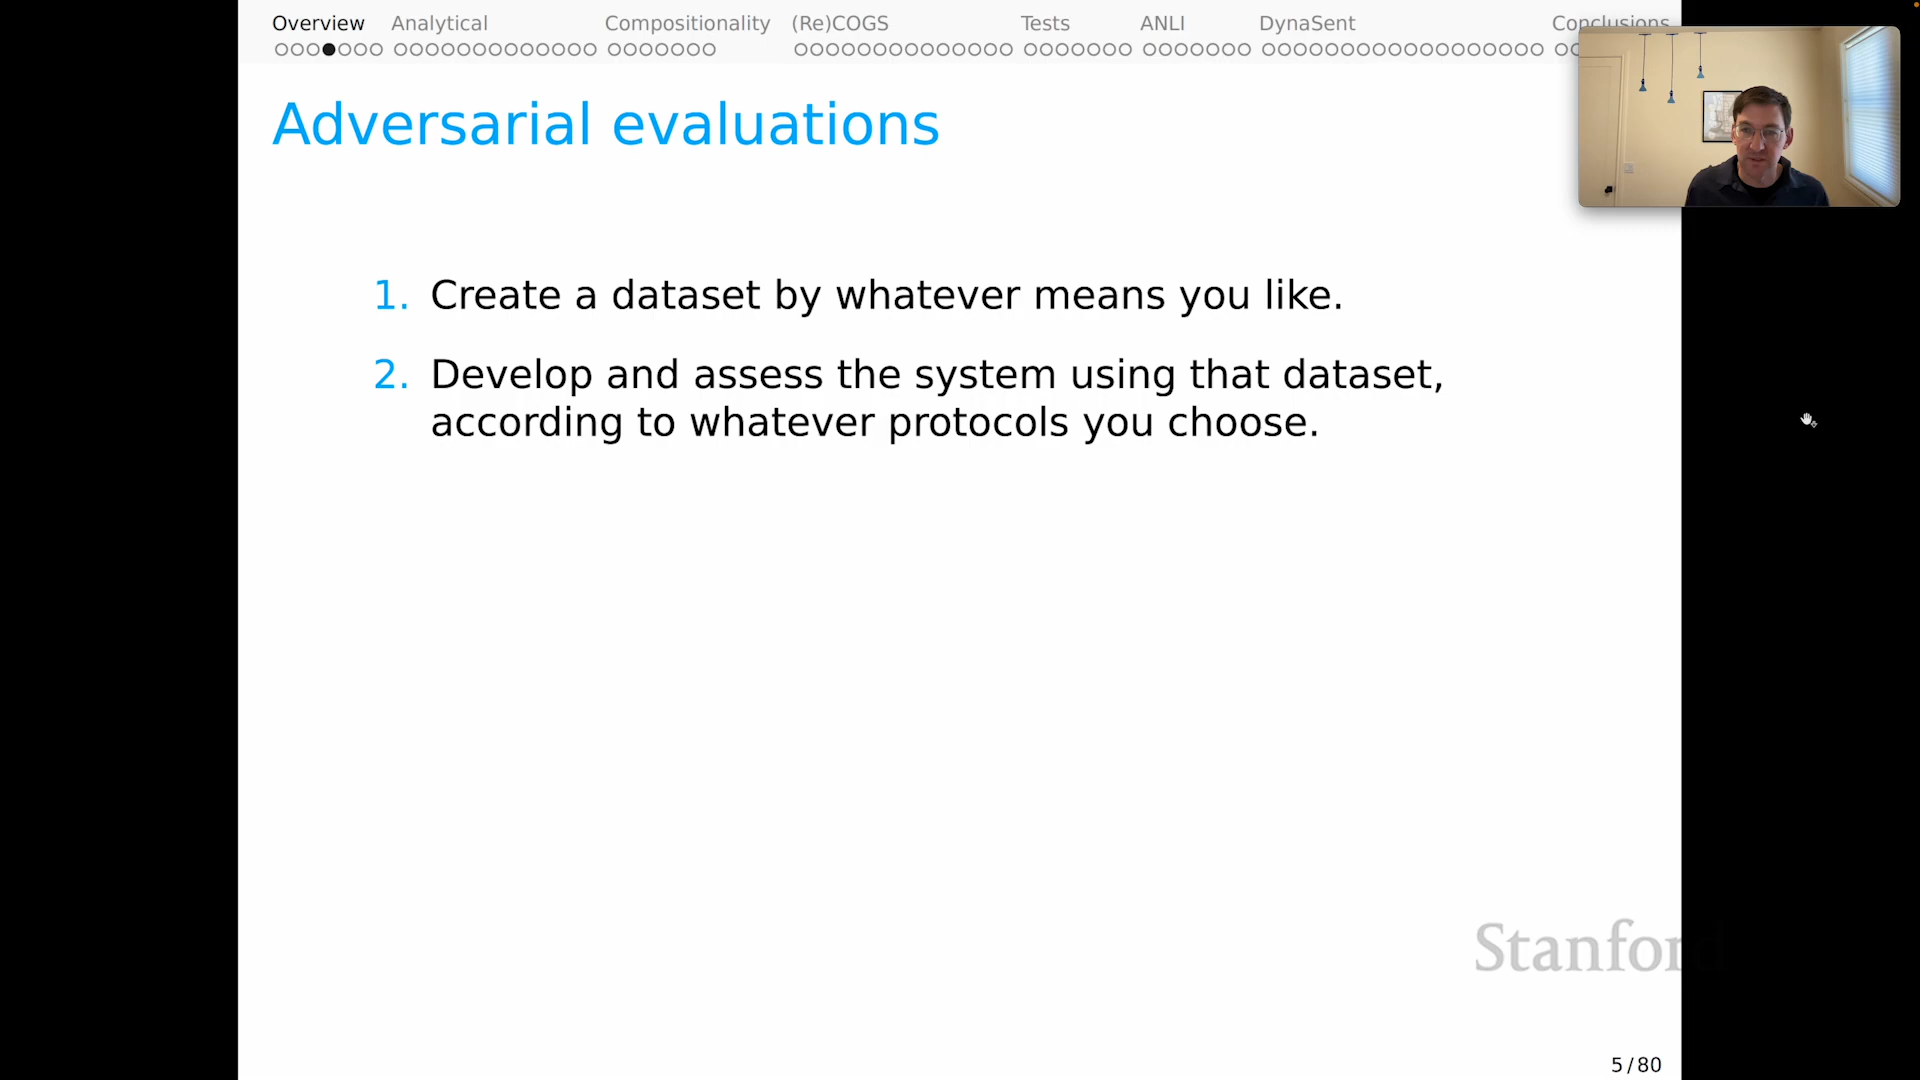 Overview Analytical Compositionality (Re)COGS Tests ANLI DynaSent Conclusions
Adversarial evaluations
1. Create a dataset by whatever means you like.
2. Develop and assess the system using that dataset,
according to whatever protocols you choose.
Stanford
5/80